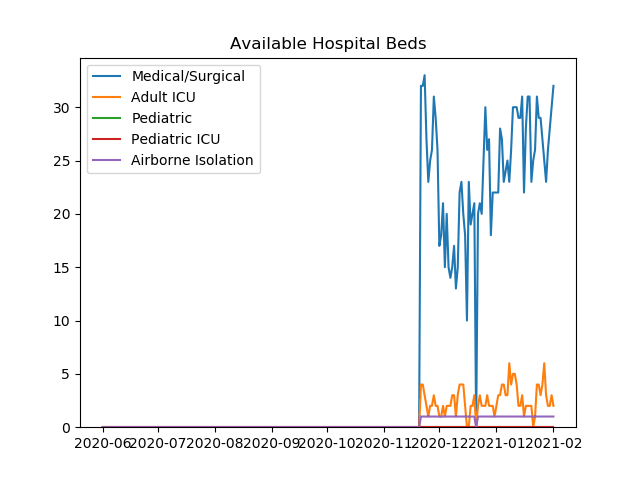 Available Hospital Beds
Medical/Surgical
Adult ICU
Pediatric
Pediatric ICU
Airborne Isolation
30
25
20
15
10
5
0
2020-06 2020-07 2020-08 2020-09 2020-10 2020-11 2020-12 2021-01 2021-02